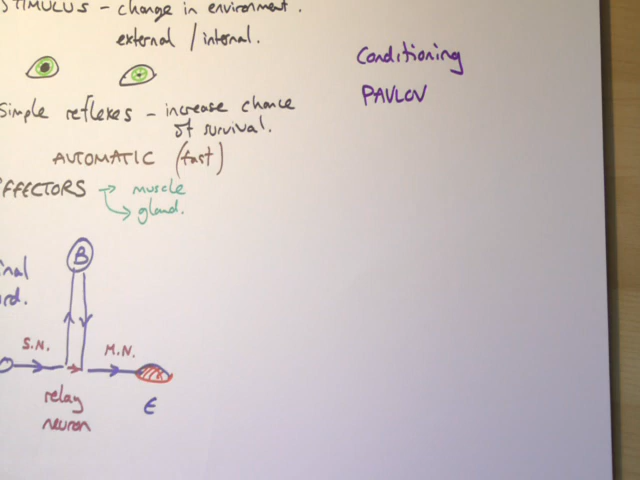 STIMULUS - change in environment.
external / internal.
Simple reflexes - increase chance
of survival.
AUTOMATIC (fast)
EFFECTORS → muscle
→ gland.
B
S.N.
M.N.
relay
neuron
E
Conditioning
PAVLOV